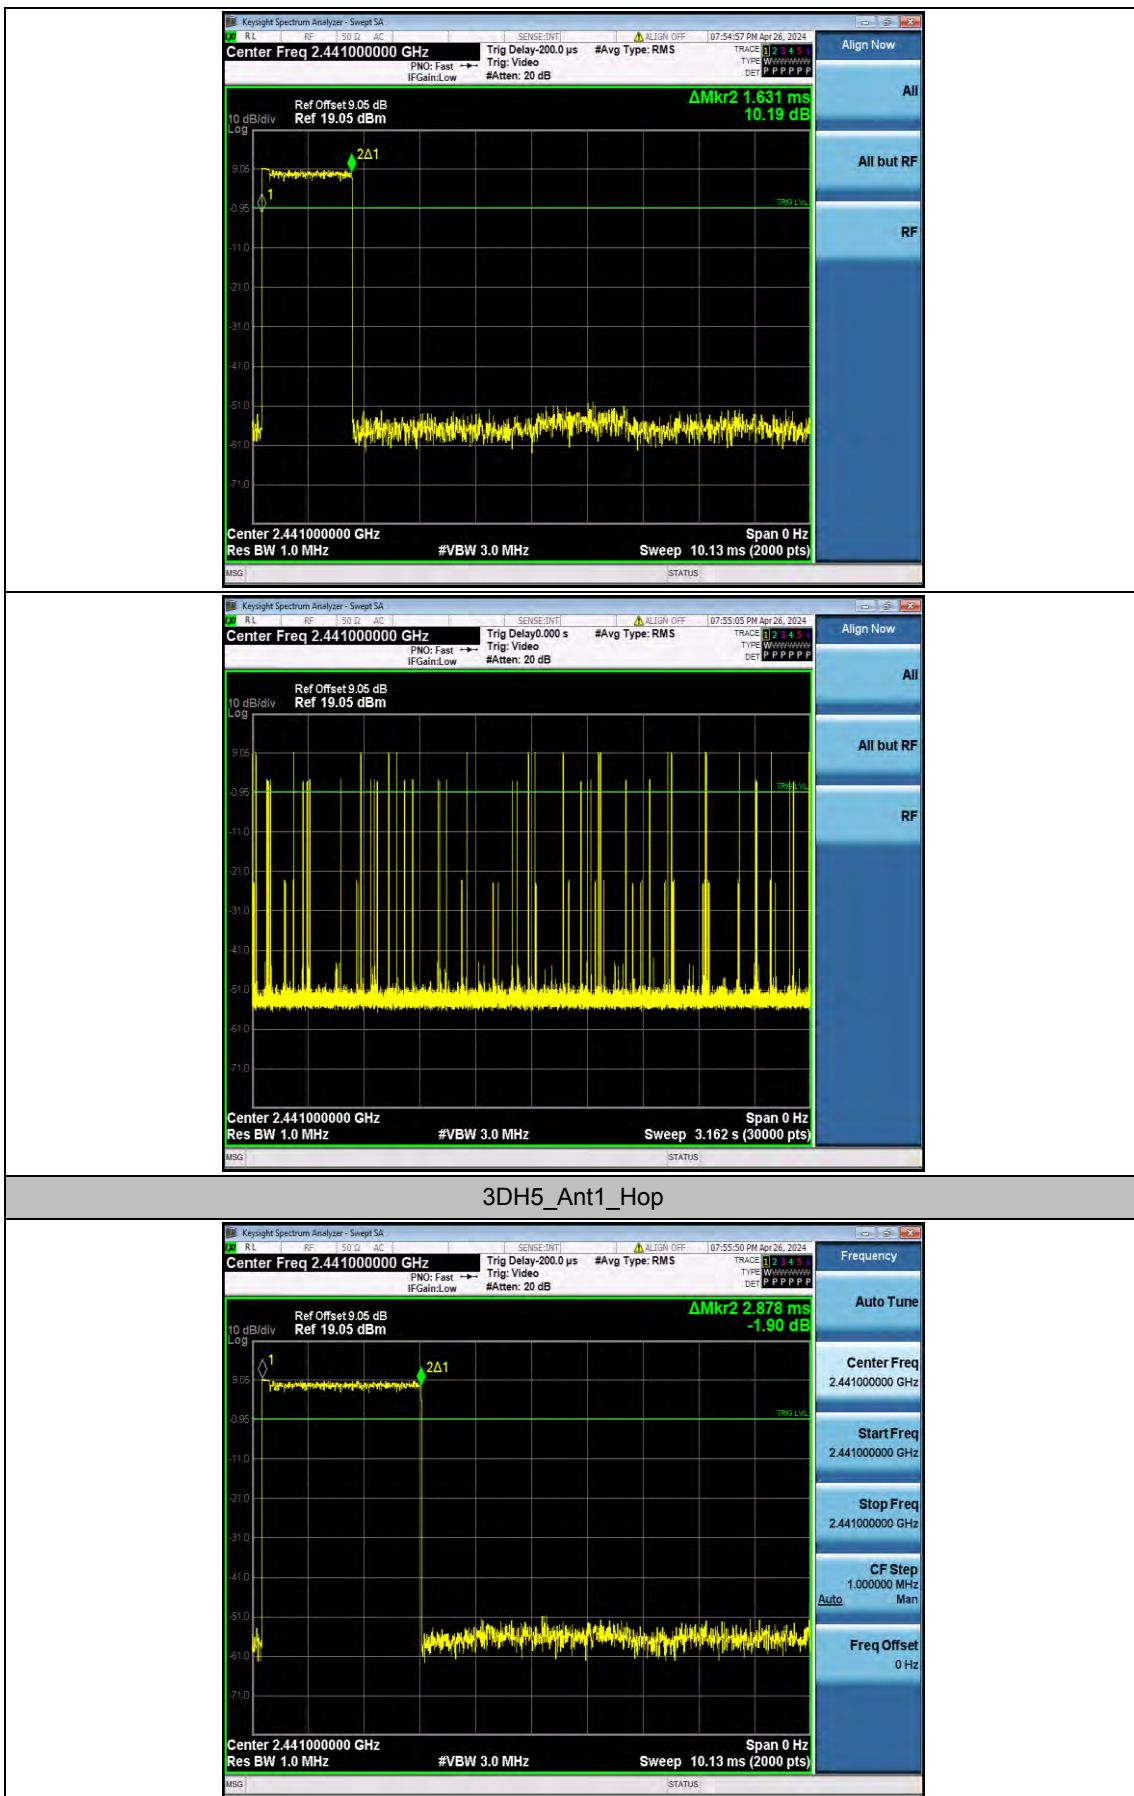 Keysight Spectrum Analyzer - Swept SA
RL RF 50 Ω AC SENSE:INT ALIGN OFF 07:54:57 PM Apr 26, 2024
Center Freq 2.441000000 GHz
PNO: Fast
IFGain:Low
Trig Delay-200.0 µs
Trig: Video
#Atten: 20 dB
#Avg Type: RMS
TRACE 1 2 3 4 5 6
TYPE W
DET P P P P P P
Align Now
All
All but RF
RF
ΔMkr2 1.631 ms
10.19 dB
Ref Offset 9.05 dB
10 dB/div Ref 19.05 dBm
Log
2Δ1
9.05
1
-0.95
TRIG LVL
-11.0
-21.0
-31.0
-41.0
-51.0
-61.0
-71.0
Center 2.441000000 GHz Span 0 Hz
Res BW 1.0 MHz #VBW 3.0 MHz Sweep 10.13 ms (2000 pts)
MSG STATUS
Keysight Spectrum Analyzer - Swept SA
RL RF 50 Ω AC SENSE:INT ALIGN OFF 07:55:05 PM Apr 26, 2024
Center Freq 2.441000000 GHz
PNO: Fast
IFGain:Low
Trig Delay0.000 s
Trig: Video
#Atten: 20 dB
#Avg Type: RMS
TRACE 1 2 3 4 5 6
TYPE W
DET P P P P P P
Align Now
All
All but RF
RF
Ref Offset 9.05 dB
10 dB/div Ref 19.05 dBm
Log
9.05
-0.95
TRIG LVL
-11.0
-21.0
-31.0
-41.0
-51.0
-61.0
-71.0
Center 2.441000000 GHz Span 0 Hz
Res BW 1.0 MHz #VBW 3.0 MHz Sweep 3.162 s (30000 pts)
MSG STATUS
3DH5_Ant1_Hop
Keysight Spectrum Analyzer - Swept SA
RL RF 50 Ω AC SENSE:INT ALIGN OFF 07:55:50 PM Apr 26, 2024
Center Freq 2.441000000 GHz
PNO: Fast
IFGain:Low
Trig Delay-200.0 µs
Trig: Video
#Atten: 20 dB
#Avg Type: RMS
TRACE 1 2 3 4 5 6
TYPE W
DET P P P P P P
Frequency
Auto Tune
Center Freq
2.441000000 GHz
Start Freq
2.441000000 GHz
Stop Freq
2.441000000 GHz
CF Step
1.000000 MHz
Auto Man
Freq Offset
0 Hz
ΔMkr2 2.878 ms
-1.90 dB
Ref Offset 9.05 dB
10 dB/div Ref 19.05 dBm
Log
1
2Δ1
9.05
-0.95
TRIG LVL
-11.0
-21.0
-31.0
-41.0
-51.0
-61.0
-71.0
Center 2.441000000 GHz Span 0 Hz
Res BW 1.0 MHz #VBW 3.0 MHz Sweep 10.13 ms (2000 pts)
MSG STATUS